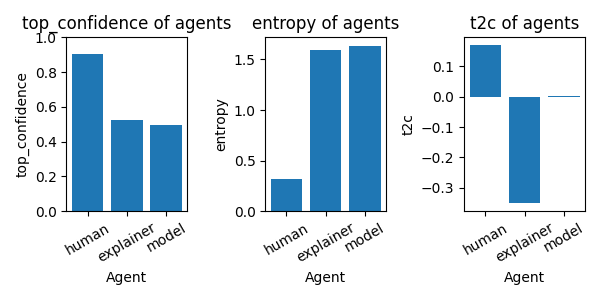 top_confidence of agents
top_confidence
1.0
0.8
0.6
0.4
0.2
0.0
human
explainer
model
Agent
entropy of agents
entropy
1.5
1.0
0.5
0.0
human
explainer
model
Agent
t2c of agents
t2c
0.1
0.0
−0.1
−0.2
−0.3
human
explainer
model
Agent